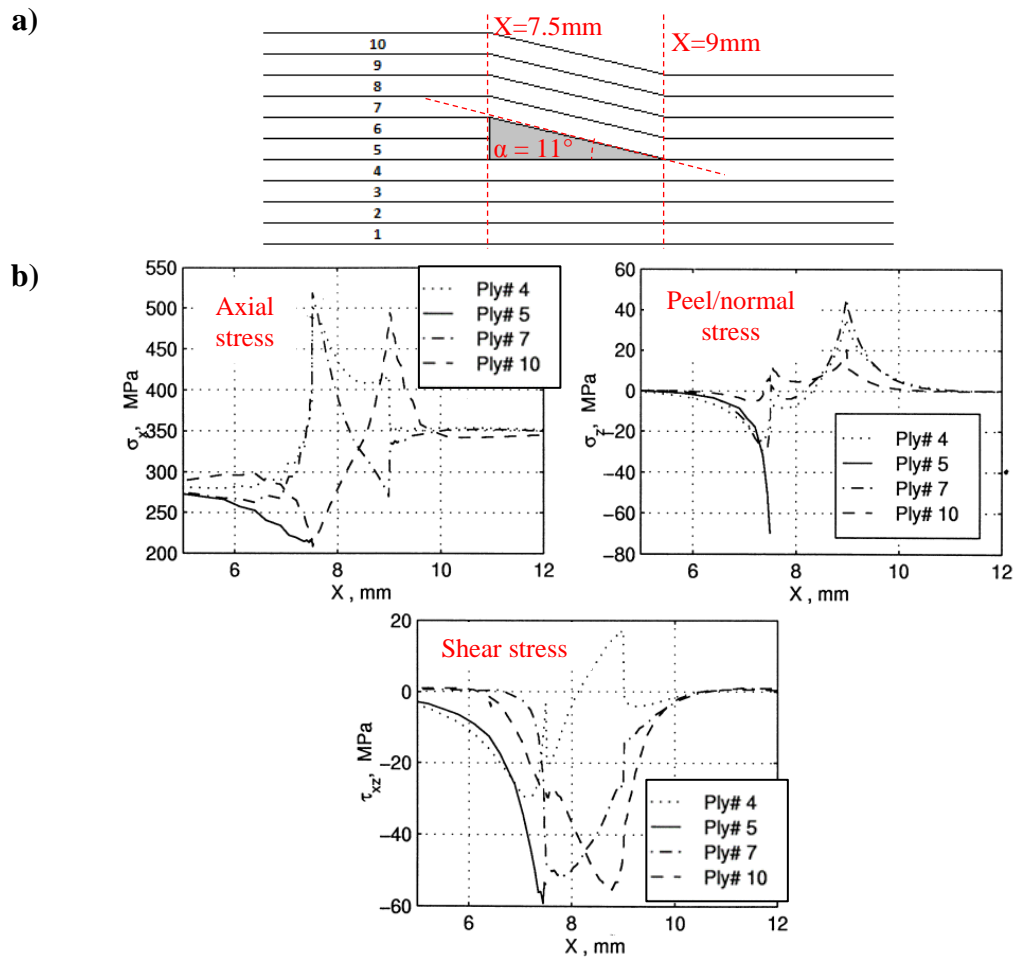 a)
X=7.5mm
X=9mm
10
9
8
7
6
5
4
3
2
1
α = 11°
b)
550
500
450
400
350
300
250
200
6
8
10
12
σx, MPa
X , mm
Axial
stress
Ply# 4
Ply# 5
Ply# 7
Ply# 10
60
40
20
0
−20
−40
−60
−80
6
8
10
12
σz, MPa
X , mm
Peel/normal
stress
Ply# 4
Ply# 5
Ply# 7
Ply# 10
20
0
−20
−40
−60
6
8
10
12
τxz, MPa
X , mm
Shear stress
Ply# 4
Ply# 5
Ply# 7
Ply# 10